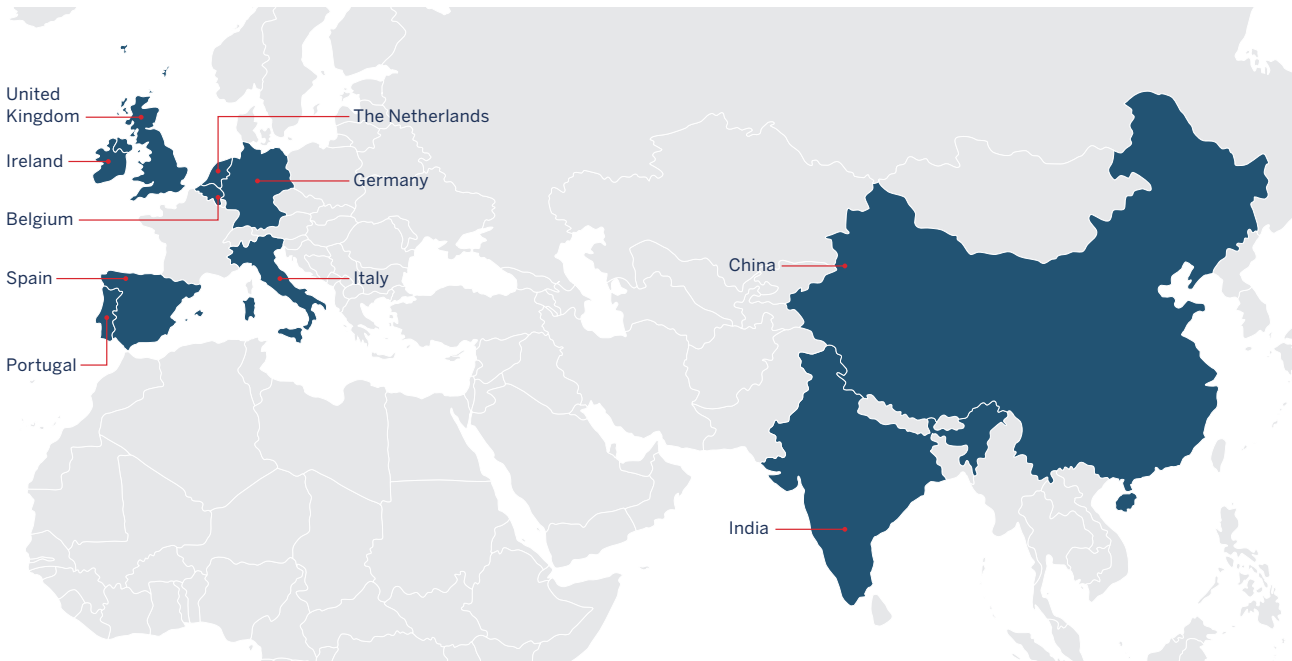 United
Kingdom
The Netherlands
Ireland
Germany
Belgium
Spain
Italy
China
Portugal
India